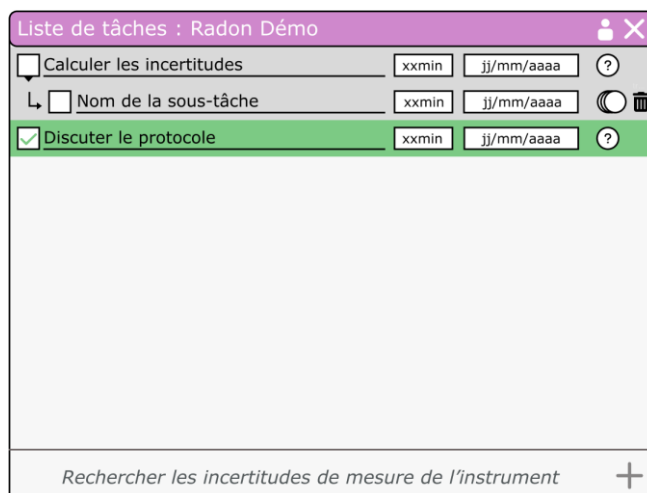 Liste de tâches : Radon Démo
Calculer les incertitudes xxmin jj/mm/aaaa ?
Nom de la sous-tâche xxmin jj/mm/aaaa
Discuter le protocole xxmin jj/mm/aaaa ?
Rechercher les incertitudes de mesure de l'instrument